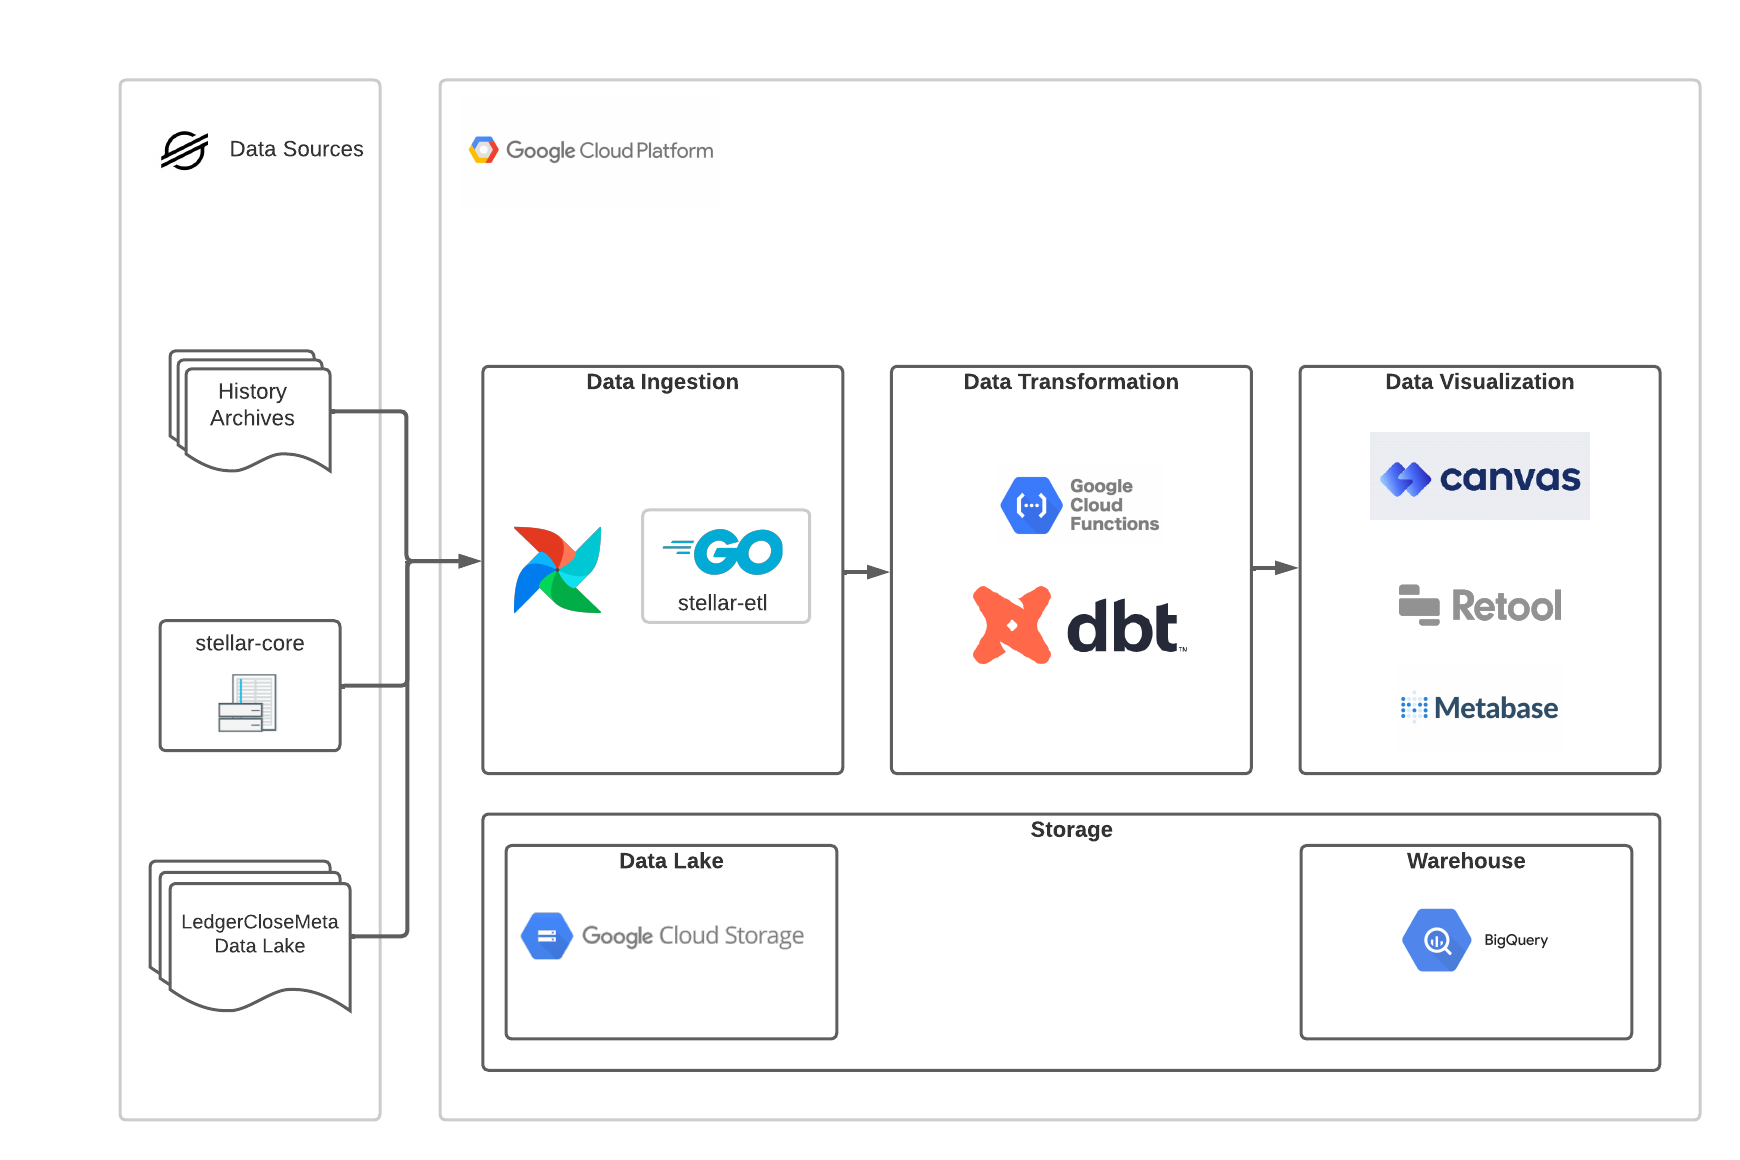 Data Sources
Google Cloud Platform
History
Archives
stellar-core
LedgerCloseMeta
Data Lake
Data Ingestion
GO
stellar-etl
Data Transformation
Google
Cloud
Functions
dbt™
Data Visualization
canvas
Retool
Metabase
Storage
Data Lake
Google Cloud Storage
Warehouse
BigQuery